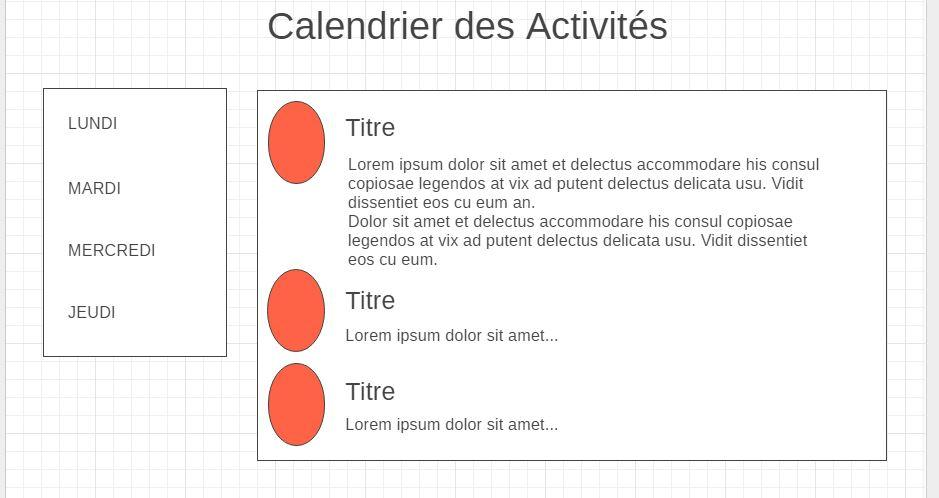 Calendrier des Activités
LUNDI
MARDI
MERCREDI
JEUDI
Titre
Lorem ipsum dolor sit amet et delectus accommodare his consul
copiosae legendos at vix ad putent delectus delicata usu. Vidit
dissentiet eos cu eum an.
Dolor sit amet et delectus accommodare his consul copiosae
legendos at vix ad putent delectus delicata usu. Vidit dissentiet
eos cu eum.
Titre
Lorem ipsum dolor sit amet...
Titre
Lorem ipsum dolor sit amet...